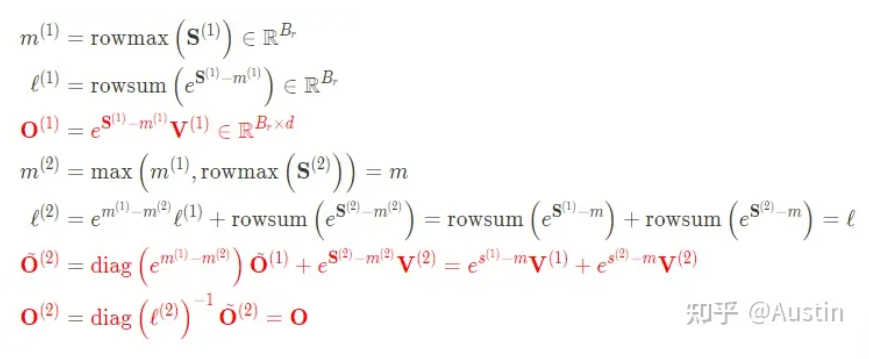 m^{(1)} = rowmax(S^{(1)}) ∈ ℝ^{B_r}
ℓ^{(1)} = rowsum(e^{S^{(1)}-m^{(1)}}) ∈ ℝ^{B_r}
O^{(1)} = e^{S^{(1)}-m^{(1)}} V^{(1)} ∈ ℝ^{B_r×d}
m^{(2)} = max(m^{(1)}, rowmax(S^{(2)})) = m
ℓ^{(2)} = e^{m^{(1)}-m^{(2)}} ℓ^{(1)} + rowsum(e^{S^{(2)}-m^{(2)}}) = rowsum(e^{S^{(1)}-m}) + rowsum(e^{S^{(2)}-m}) = ℓ
Õ^{(2)} = diag(e^{m^{(1)}-m^{(2)}}) Õ^{(1)} + e^{S^{(2)}-m^{(2)}} V^{(2)} = e^{s^{(1)}-m} V^{(1)} + e^{s^{(2)}-m} V^{(2)}
O^{(2)} = diag(ℓ^{(2)})^{-1} Õ^{(2)} = O
知乎 @Austin